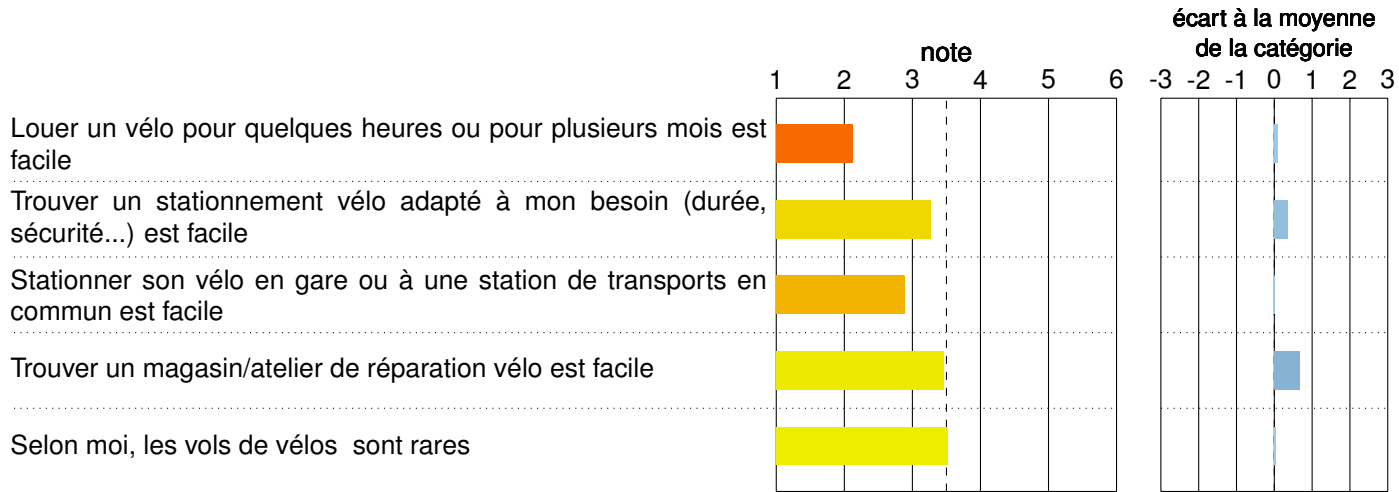 écart à la moyenne
note de la catégorie
1 2 3 4 5 6 -3 -2 -1 0 1 2 3
Louer un vélo pour quelques heures ou pour plusieurs mois est
facile
Trouver un stationnement vélo adapté à mon besoin (durée,
sécurité...) est facile
Stationner son vélo en gare ou à une station de transports en
commun est facile
Trouver un magasin/atelier de réparation vélo est facile
Selon moi, les vols de vélos sont rares